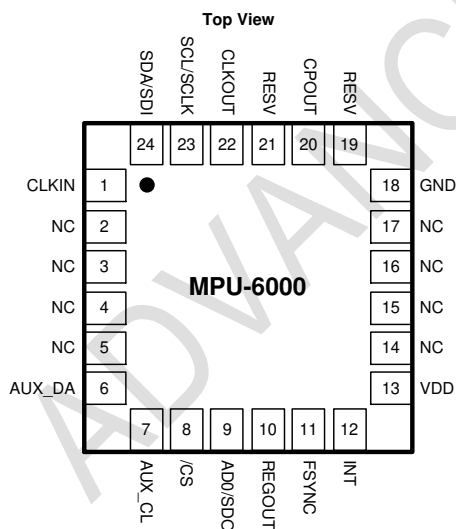 Top View
SDA/SDI
SCL/SCLK
CLKOUT
RESV
CPOUT
RESV
24 23 22 21 20 19
CLKIN 1 18 GND
NC 2 17 NC
NC 3 16 NC
MPU-6000
NC 4 15 NC
NC 5 14 NC
AUX_DA 6 13 VDD
7 8 9 10 11 12
AUX_CL
/CS
AD0/SDO
REGOUT
FSYNC
INT
ADVANC